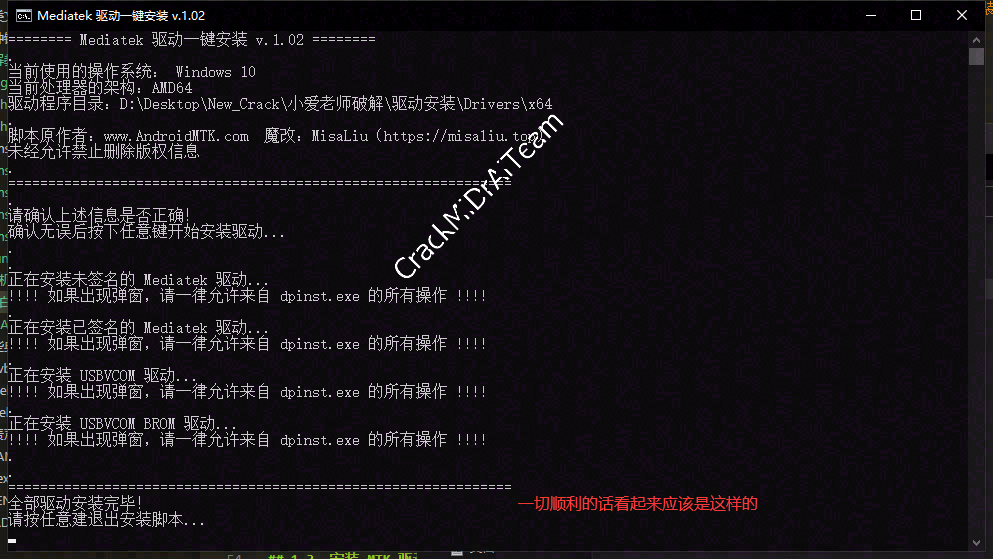 Mediatek 驱动一键安装 v.1.02
======== Mediatek 驱动一键安装 v.1.02 ========
.
当前使用的操作系统： Windows 10
当前处理器的架构：AMD64
驱动程序目录：D:\Desktop\New_Crack\小爱老师破解\驱动安装\Drivers\x64
.
脚本原作者：www.AndroidMTK.com 魔改：MisaLiu（https://misaliu.top）
未经允许禁止删除版权信息
.
===============================================================
.
请确认上述信息是否正确!
确认无误后按下任意键开始安装驱动...
.
.
正在安装未签名的 Mediatek 驱动...
!!!! 如果出现弹窗，请一律允许来自 dpinst.exe 的所有操作 !!!!
.
正在安装已签名的 Mediatek 驱动...
!!!! 如果出现弹窗，请一律允许来自 dpinst.exe 的所有操作 !!!!
.
正在安装 USBVCOM 驱动...
!!!! 如果出现弹窗，请一律允许来自 dpinst.exe 的所有操作 !!!!
.
正在安装 USBVCOM BROM 驱动...
!!!! 如果出现弹窗，请一律允许来自 dpinst.exe 的所有操作 !!!!
.
.
===============================================================
全部驱动安装完毕!
请按任意建退出安装脚本...
一切顺利的话看起来应该是这样的
CrackMiDrAiTeam